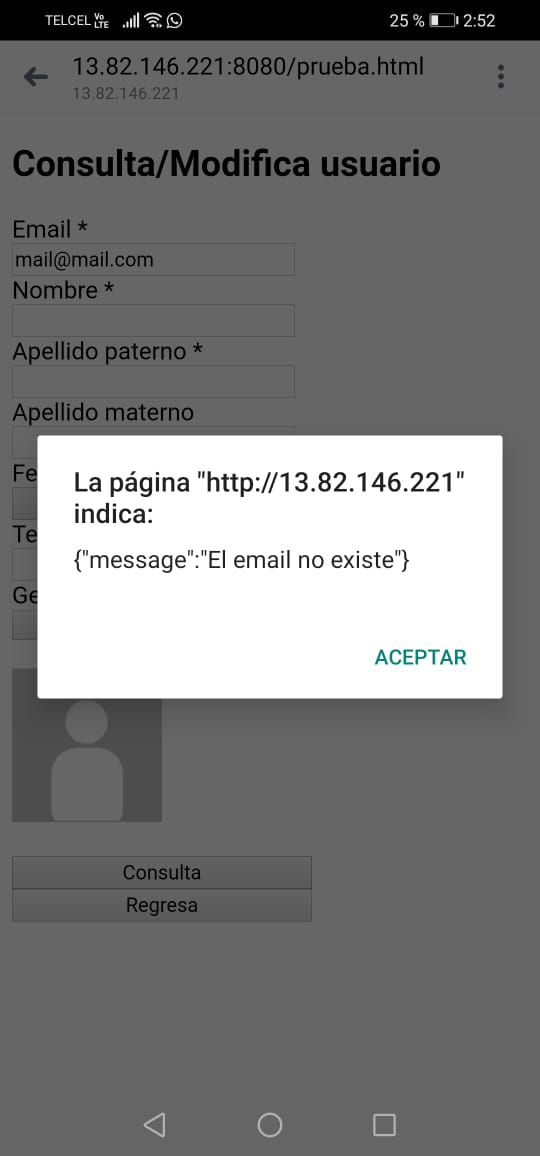 TELCEL Vo LTE 25 % 2:52
13.82.146.221:8080/prueba.html
13.82.146.221
Consulta/Modifica usuario
Email *
mail@mail.com
Nombre *
Apellido paterno *
Apellido materno
Fe
Te
Ge
La página "http://13.82.146.221"
indica:
{"message":"El email no existe"}
ACEPTAR
Consulta
Regresa